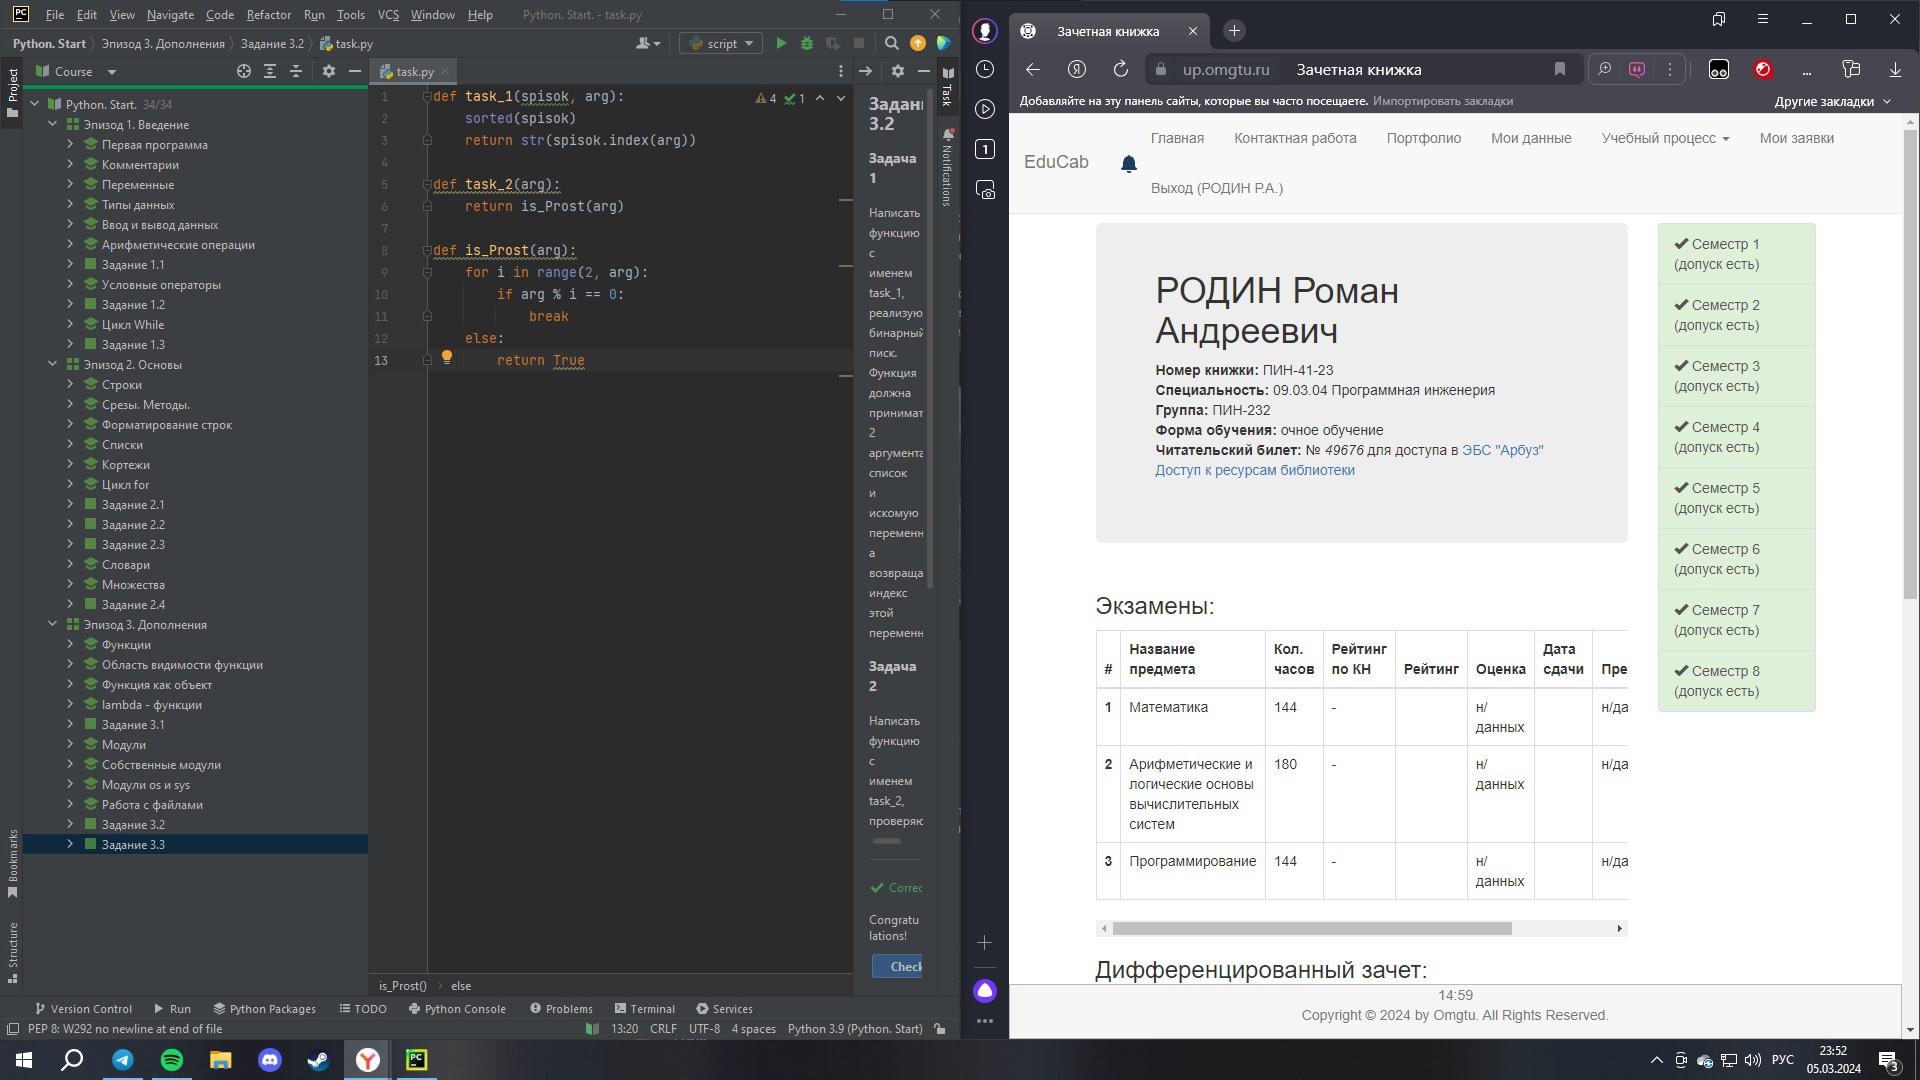 File Edit View Navigate Code Refactor Run Tools VCS Window Help Python. Start. - task.py
Python. Start Эпизод 3. Дополнения Задание 3.2 task.py script
Project
Course
Python. Start. 34/34
Эпизод 1. Введение
Первая программа
Комментарии
Переменные
Типы данных
Ввод и вывод данных
Арифметические операции
Задание 1.1
Условные операторы
Задание 1.2
Цикл While
Задание 1.3
Эпизод 2. Основы
Строки
Срезы. Методы.
Форматирование строк
Списки
Кортежи
Цикл for
Задание 2.1
Задание 2.2
Задание 2.3
Словари
Множества
Задание 2.4
Эпизод 3. Дополнения
Функции
Область видимости функции
Функция как объект
lambda - функции
Задание 3.1
Модули
Собственные модули
Модули os и sys
Работа с файлами
Задание 3.2
Задание 3.3
Bookmarks
Structure
task.py
4 1
1 def task_1(spisok, arg):
2 sorted(spisok)
3 return str(spisok.index(arg))
4
5 def task_2(arg):
6 return is_Prost(arg)
7
8 def is_Prost(arg):
9 for i in range(2, arg):
10 if arg % i == 0:
11 break
12 else:
13 return True
is_Prost() else
Задан
3.2
Задача
1
Написать
функцию
с
именем
task_1,
реализую
бинарный
писк.
Функция
должна
принимат
2
аргумента
список
и
искомую
перемен
а
возвраща
индекс
этой
перемен
Задача
2
Написать
функцию
с
именем
task_2,
проверяю
Correc
Congratu
lations!
Check
Task
Notifications
Version Control Run Python Packages TODO Python Console Problems Terminal Services
PEP 8: W292 no newline at end of file 13:20 CRLF UTF-8 4 spaces Python 3.9 (Python. Start)
Зачетная книжка
up.omgtu.ru Зачетная книжка
Добавляйте на эту панель сайты, которые вы часто посещаете. Импортировать закладки Другие закладки
1
EduCab
Главная Контактная работа Портфолио Мои данные Учебный процесс Мои заявки
Выход (РОДИН Р.А.)
РОДИН Роман
Андреевич
Номер книжки: ПИН-41-23
Специальность: 09.03.04 Программная инженерия
Группа: ПИН-232
Форма обучения: очное обучение
Читательский билет: № 49676 для доступа в ЭБС "Арбуз"
Доступ к ресурсам библиотеки
Семестр 1
(допуск есть)
Семестр 2
(допуск есть)
Семестр 3
(допуск есть)
Семестр 4
(допуск есть)
Семестр 5
(допуск есть)
Семестр 6
(допуск есть)
Семестр 7
(допуск есть)
Семестр 8
(допуск есть)
Экзамены:
# Название предмета Кол. часов Рейтинг по КН Рейтинг Оценка Дата сдачи Пре
1 Математика 144 - н/данных н/да
2 Арифметические и логические основы вычислительных систем 180 - н/данных н/да
3 Программирование 144 - н/данных н/да
Дифференцированный зачет:
14:59
Copyright © 2024 by Omgtu. All Rights Reserved.
РУС
23:52
05.03.2024
3